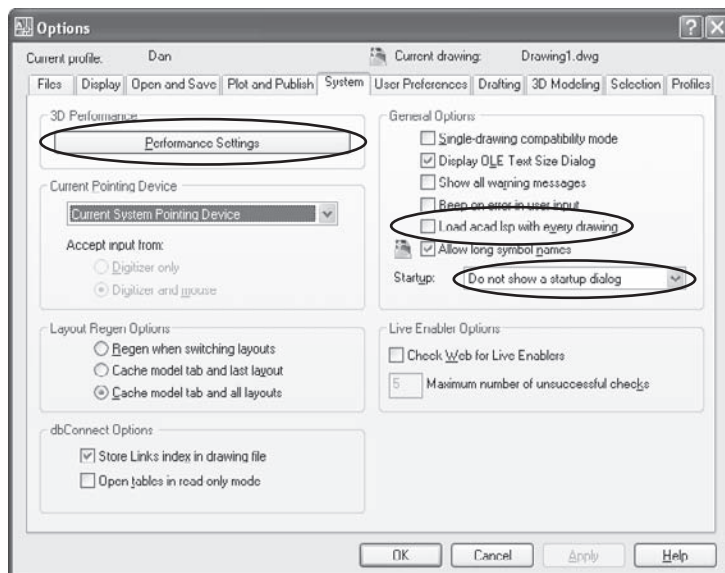 Options
Current profile: Dan
Current drawing: Drawing1.dwg
Files Display Open and Save Plot and Publish System User Preferences Drafting 3D Modeling Selection Profiles
3D Performance
Performance Settings
Current Pointing Device
Current System Pointing Device
Accept input from:
Digitizer only
Digitizer and mouse
Layout Regen Options
Regen when switching layouts
Cache model tab and last layout
Cache model tab and all layouts
dbConnect Options
Store Links index in drawing file
Open tables in read only mode
General Options
Single-drawing compatibility mode
Display OLE Text Size Dialog
Show all warning messages
Beep on error in user input
Load acad.lsp with every drawing
Allow long symbol names
Startup: Do not show a startup dialog
Live Enabler Options
Check Web for Live Enablers
5 Maximum number of unsuccessful checks
OK Cancel Apply Help